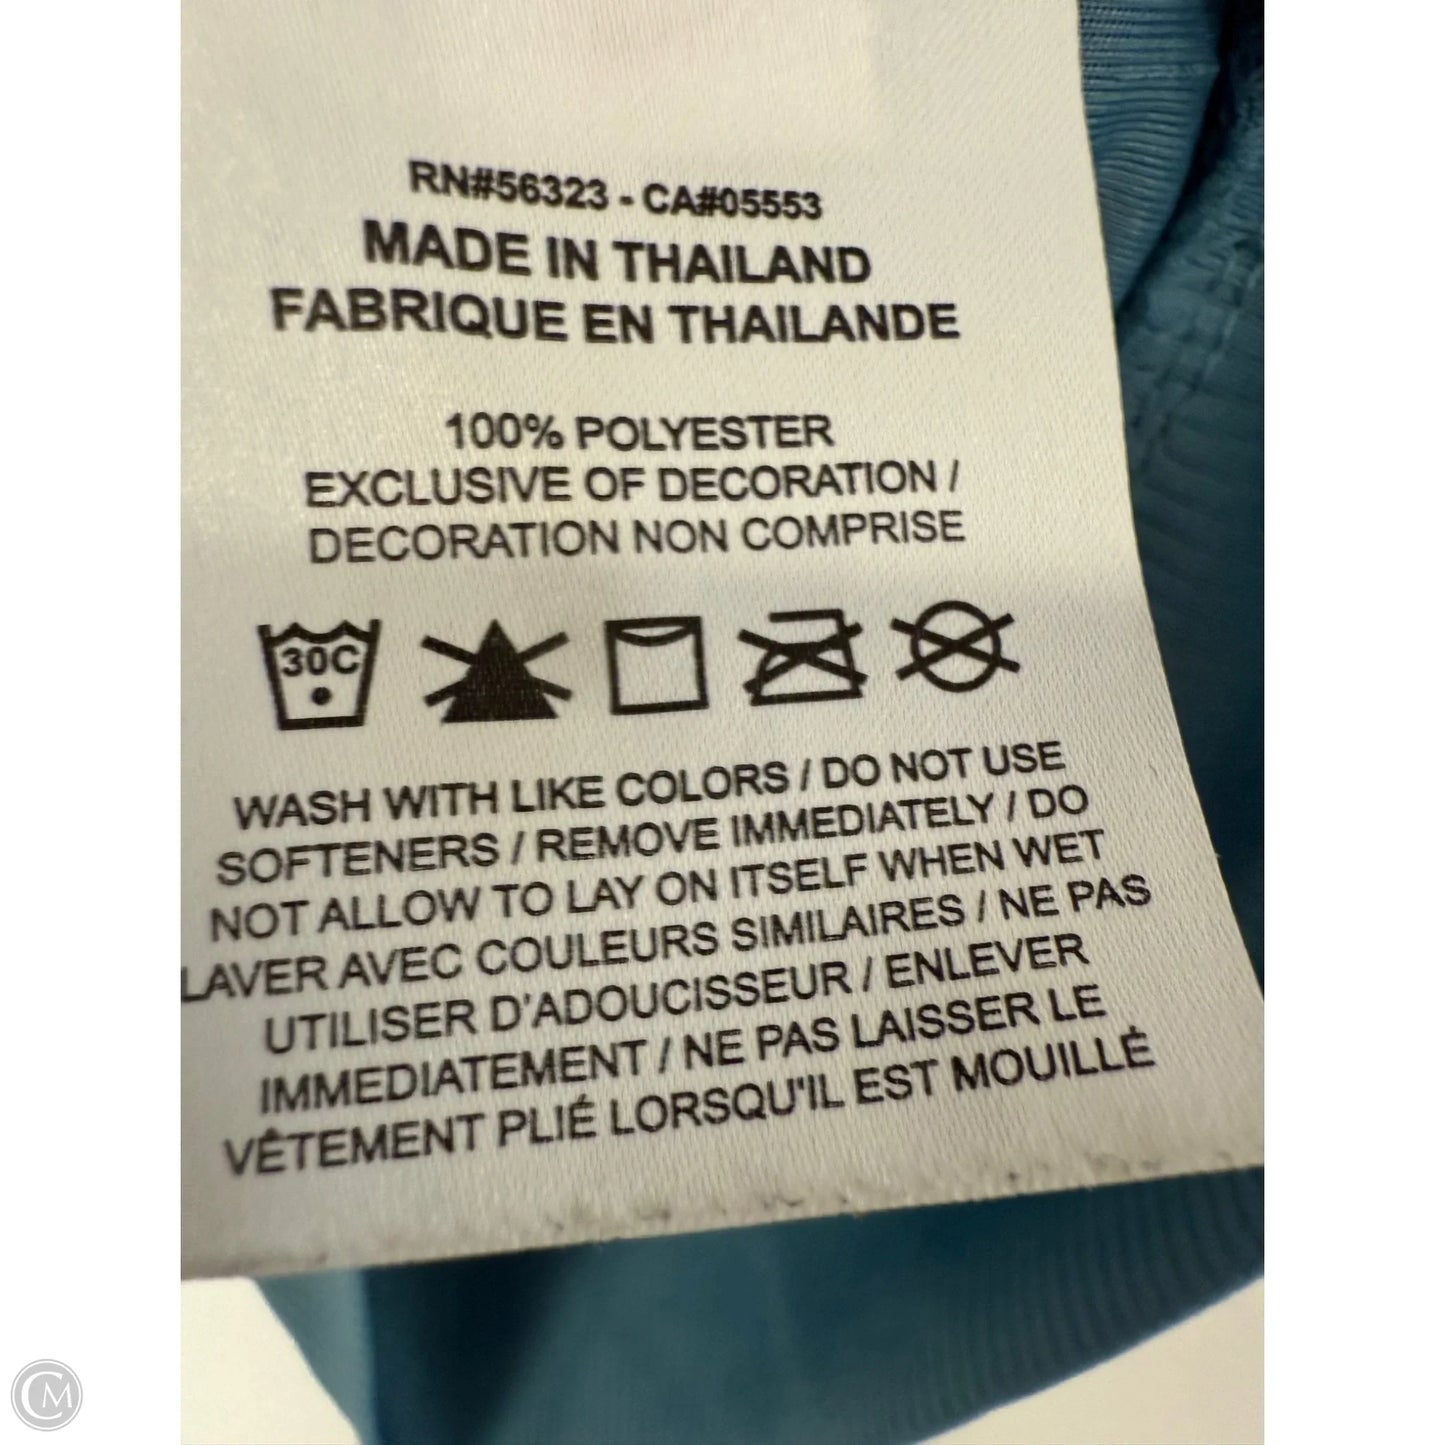 RN#56323 - CA#05553
MADE IN THAILAND
FABRIQUE EN THAILANDE
100% POLYESTER
EXCLUSIVE OF DECORATION /
DECORATION NON COMPRISE
30C
WASH WITH LIKE COLORS / DO NOT USE
SOFTENERS / REMOVE IMMEDIATELY / DO
NOT ALLOW TO LAY ON ITSELF WHEN WET
LAVER AVEC COULEURS SIMILAIRES / NE PAS
UTILISER D'ADOUCISSEUR / ENLEVER
IMMEDIATEMENT / NE PAS LAISSER LE
VÊTEMENT PLIÉ LORSQU'IL EST MOUILLÉ
CM